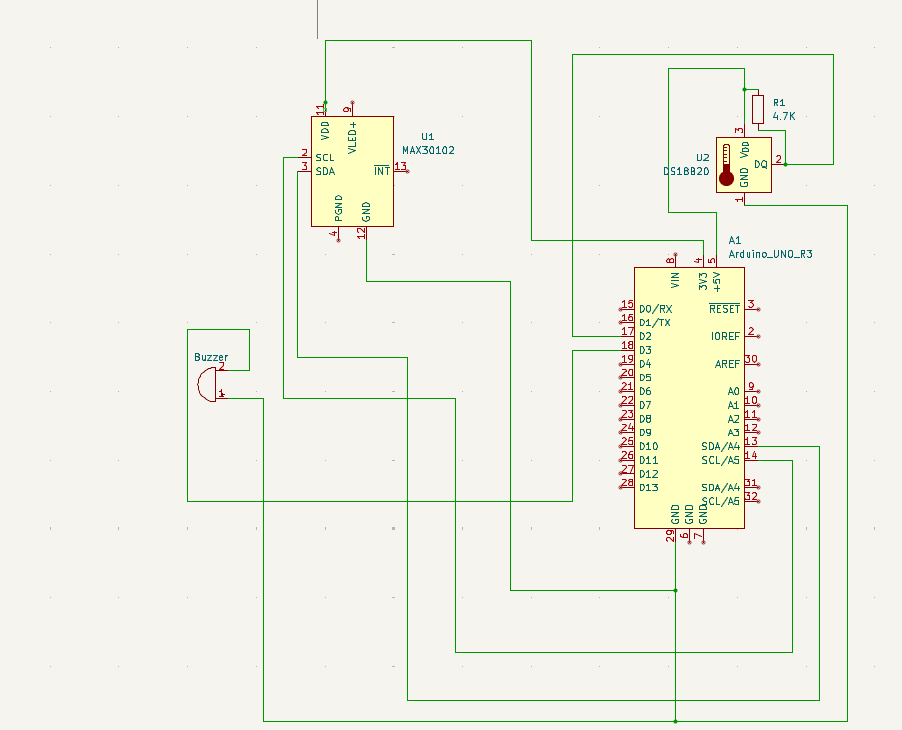 11
9
VDD
VLED+
U1
MAX30102
2
SCL
3
SDA
INT
13
PGND
GND
4
12
R1
4.7K
3
U2
DS18B20
VDD
DQ
2
GND
1
A1
Arduino_UNO_R3
8
4
5
VIN
3V3
+5V
15
D0/RX
RESET
3
16
D1/TX
17
D2
IOREF
2
18
D3
19
D4
AREF
30
20
D5
21
D6
A0
9
22
D7
A1
10
23
D8
A2
11
24
D9
A3
12
25
D10
SDA/A4
13
26
D11
SCL/A5
14
27
D12
28
D13
SDA/A4
31
SCL/A5
32
GND
GND
GND
29
6
7
Buzzer
2
1